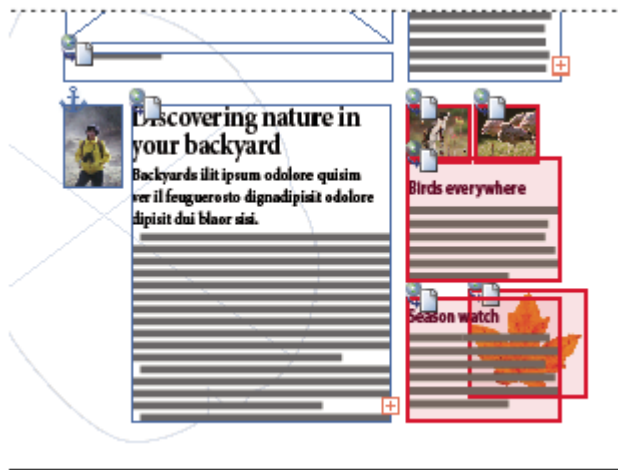 Discovering nature in
your backyard
Backyards ilit ipsum odolore quisim
ver il feuguerosto dignadipisit odolore
dipisit dui blaor sisi.
Birds everywhere
Season watch